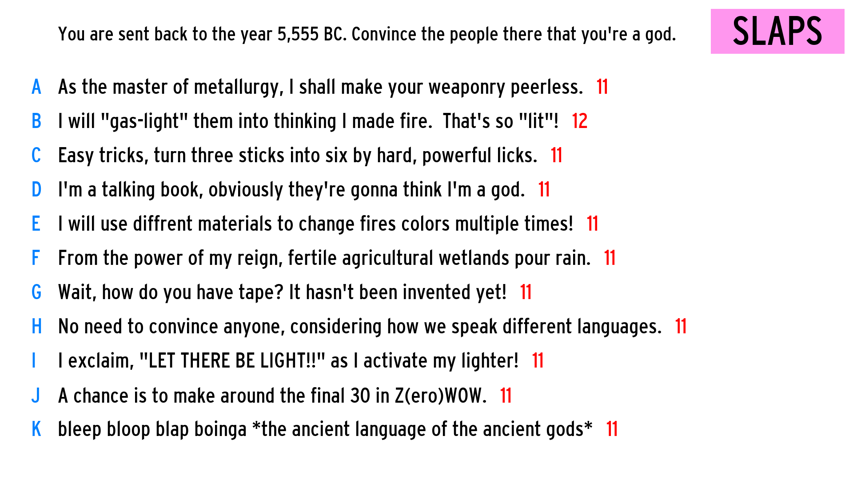 You are sent back to the year 5,555 BC. Convince the people there that you're a god.
SLAPS
A As the master of metallurgy, I shall make your weaponry peerless. 11
B I will "gas-light" them into thinking I made fire. That's so "lit"! 12
C Easy tricks, turn three sticks into six by hard, powerful licks. 11
D I'm a talking book, obviously they're gonna think I'm a god. 11
E I will use diffrent materials to change fires colors multiple times! 11
F From the power of my reign, fertile agricultural wetlands pour rain. 11
G Wait, how do you have tape? It hasn't been invented yet! 11
H No need to convince anyone, considering how we speak different languages. 11
I I exclaim, "LET THERE BE LIGHT!!" as I activate my lighter! 11
J A chance is to make around the final 30 in Z(ero)WOW. 11
K bleep bloop blap boinga *the ancient language of the ancient gods* 11